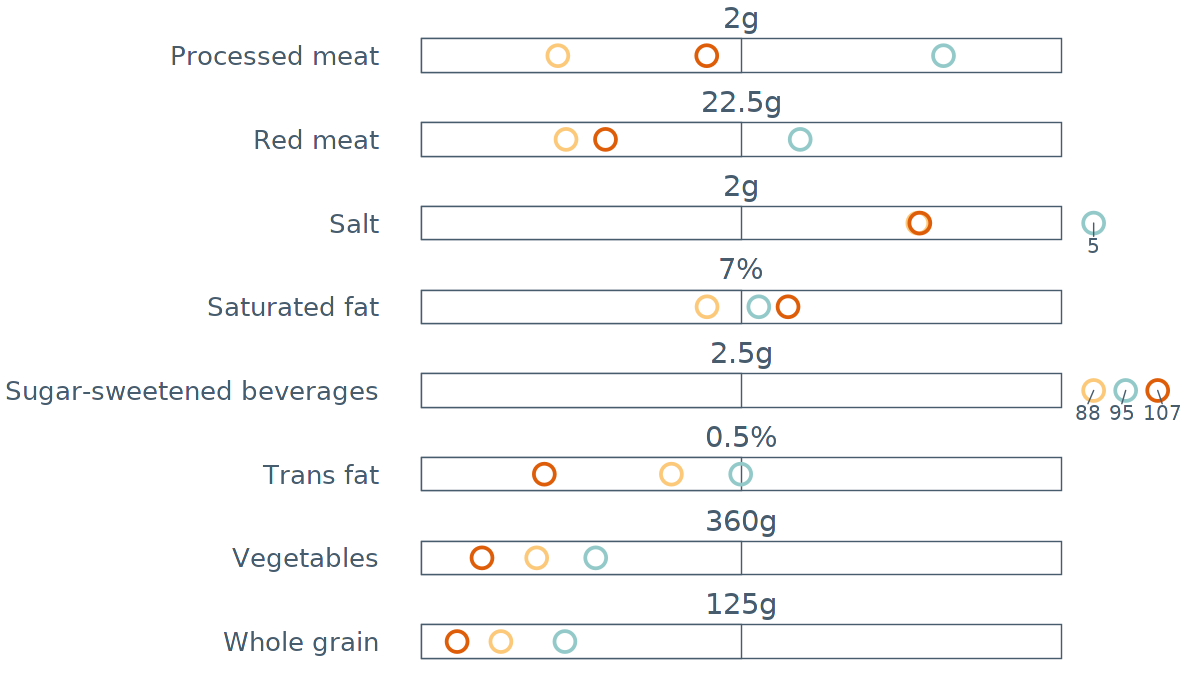 2g
Processed meat
22.5g
Red meat
2g
Salt
5
7%
Saturated fat
2.5g
Sugar-sweetened beverages
88 95 107
0.5%
Trans fat
360g
Vegetables
125g
Whole grain